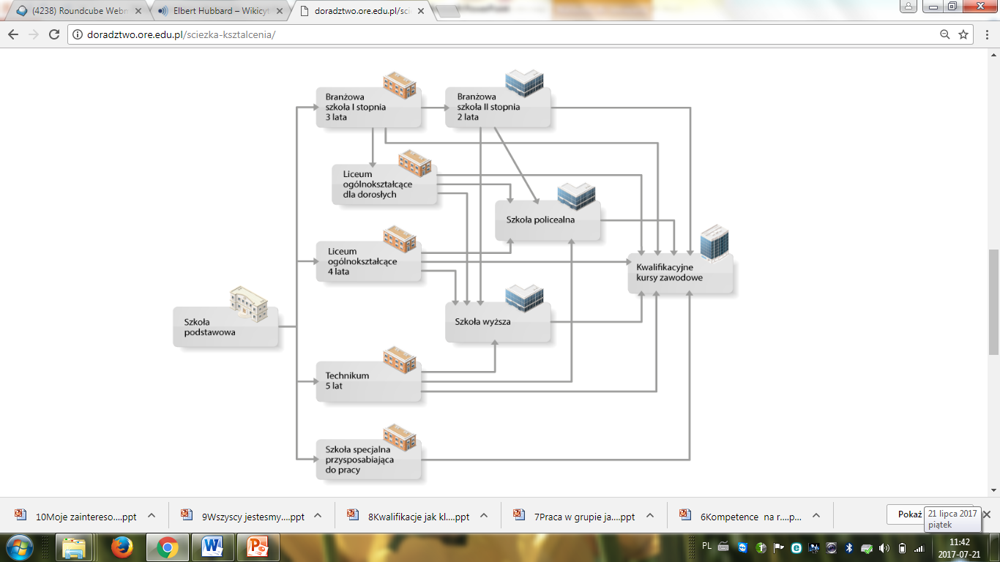 (4238) Roundcube Webm
Elbert Hubbard – Wikicyt
doradztwo.ore.edu.pl/scie
doradztwo.ore.edu.pl/sciezka-ksztalcenia/
Branżowa
szkoła I stopnia
3 lata
Branżowa
szkoła II stopnia
2 lata
Liceum
ogólnokształcące
dla dorosłych
Szkoła policealna
Liceum
ogólnokształcące
4 lata
Kwalifikacyjne
kursy zawodowe
Szkoła
podstawowa
Szkoła wyższa
Technikum
5 lat
Szkoła specjalna
przysposabiająca
do pracy
10Moje zaintereso....ppt
9Wszyscy jestesmy....ppt
8Kwalifikacje jak kl....ppt
7Praca w grupie ja....ppt
6Kompetence na r....p...
Pokaż
21 lipca 2017
piątek
PL
11:42
2017-07-21